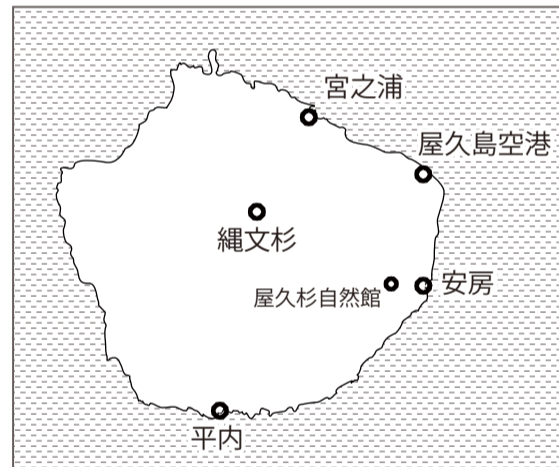 宮之浦
屋久島空港
縄文杉
屋久杉自然館
安房
平内